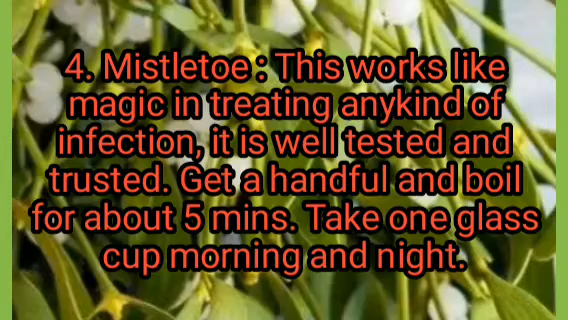 4. Mistletoe : This works like
magic in treating anykind of
infection, it is well tested and
trusted. Get a handful and boil
for about 5 mins. Take one glass
cup morning and night.